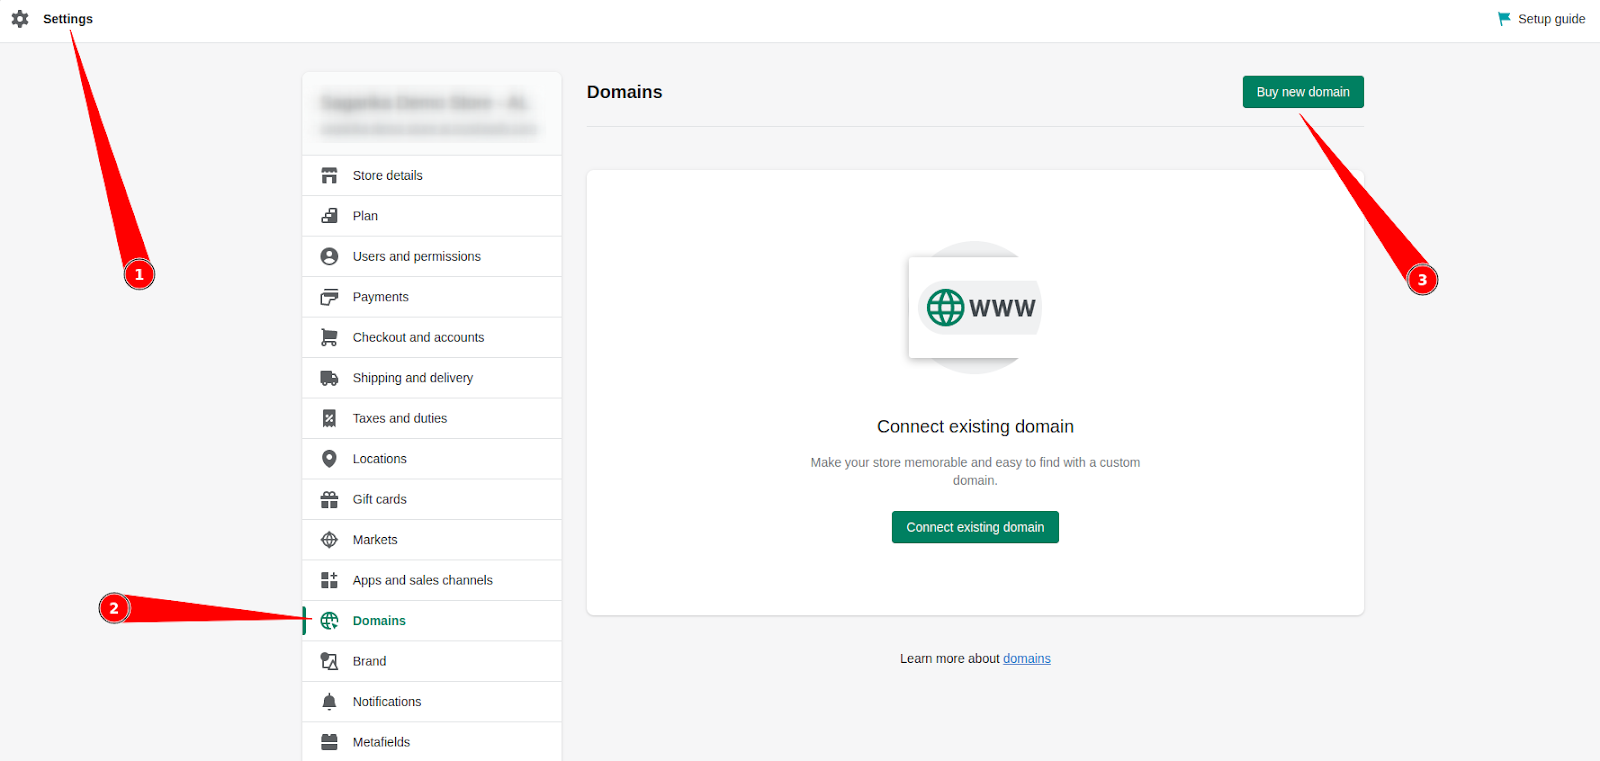 Settings
Setup guide
1
Store details
Plan
Users and permissions
Payments
Checkout and accounts
Shipping and delivery
Taxes and duties
Locations
Gift cards
Markets
Apps and sales channels
2
Domains
Brand
Notifications
Metafields
Domains
Buy new domain
3
WWW
Connect existing domain
Make your store memorable and easy to find with a custom
domain.
Connect existing domain
Learn more about domains